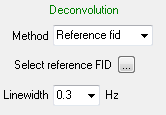 Deconvolution
Method Reference fid
Select reference FID ...
Linewidth 0.3 Hz